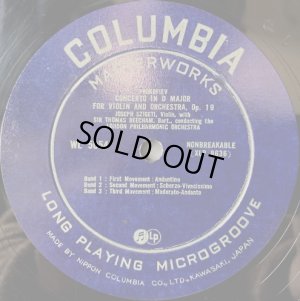 COLUMBIA
MASTERWORKS
PROKOFIEV
CONCERTO IN D MAJOR
FOR VIOLIN AND ORCHESTRA, Op. 19
JOSEPH SZIGETI, Violin, with
SIR THOMAS BEECHAM, Bart., conducting the
LONDON PHILHARMONIC ORCHESTRA
SOLD OUT
NONBREAKABLE
Band 1 : First Movement : Andantino
Band 2 : Second Movement : Scherzo-Vivacissimo
Band 3 : Third Movement : Moderato-Andante
LP
LONG PLAYING MICROGROOVE
MADE BY NIPPON COLUMBIA CO., LTD., KAWASAKI, JAPAN